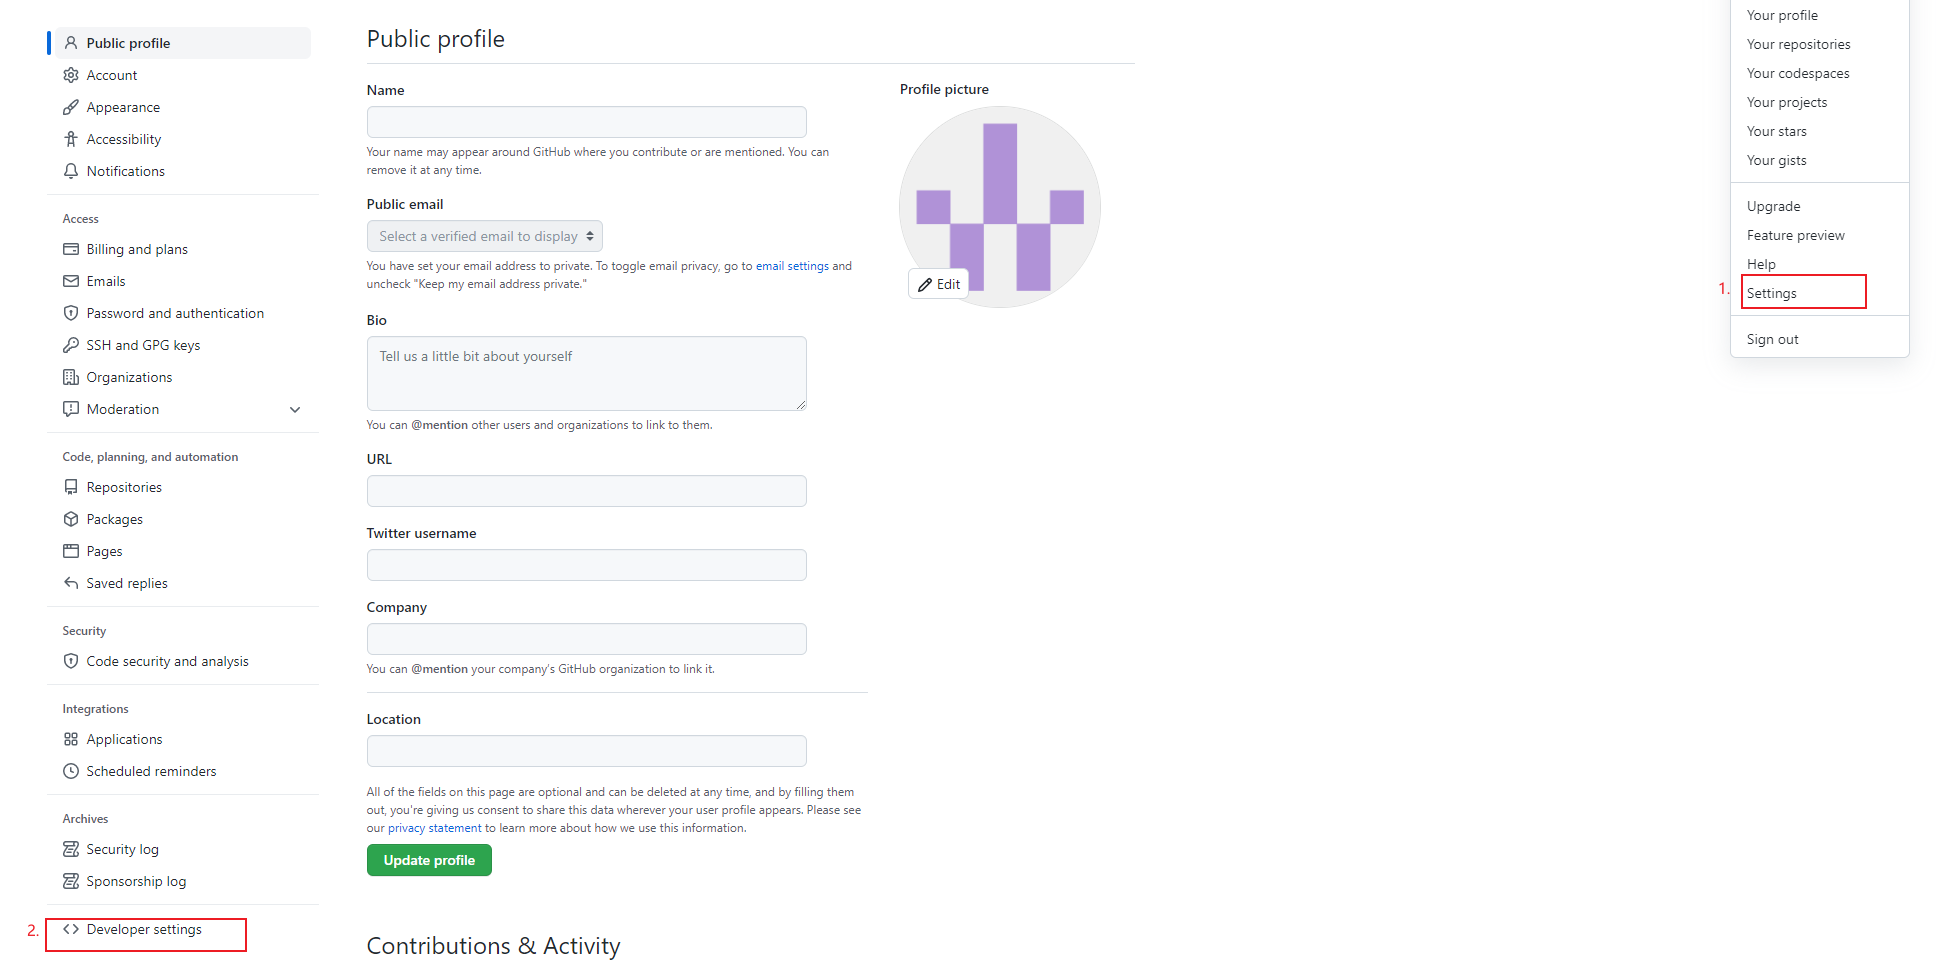 Public profile
Account
Appearance
Accessibility
Notifications
Access
Billing and plans
Emails
Password and authentication
SSH and GPG keys
Organizations
Moderation
Code, planning, and automation
Repositories
Packages
Pages
Saved replies
Security
Code security and analysis
Integrations
Applications
Scheduled reminders
Archives
Security log
Sponsorship log
2.
Developer settings
Public profile
Name
Your name may appear around GitHub where you contribute or are mentioned. You can
remove it at any time.
Public email
Select a verified email to display
You have set your email address to private. To toggle email privacy, go to email settings and
uncheck "Keep my email address private."
Bio
Tell us a little bit about yourself
You can @mention other users and organizations to link to them.
URL
Twitter username
Company
You can @mention your company's GitHub organization to link it.
Location
All of the fields on this page are optional and can be deleted at any time, and by filling them
out, you're giving us consent to share this data wherever your user profile appears. Please see
our privacy statement to learn more about how we use this information.
Update profile
Contributions & Activity
Profile picture
Edit
Your profile
Your repositories
Your codespaces
Your projects
Your stars
Your gists
Upgrade
Feature preview
Help
1.
Settings
Sign out